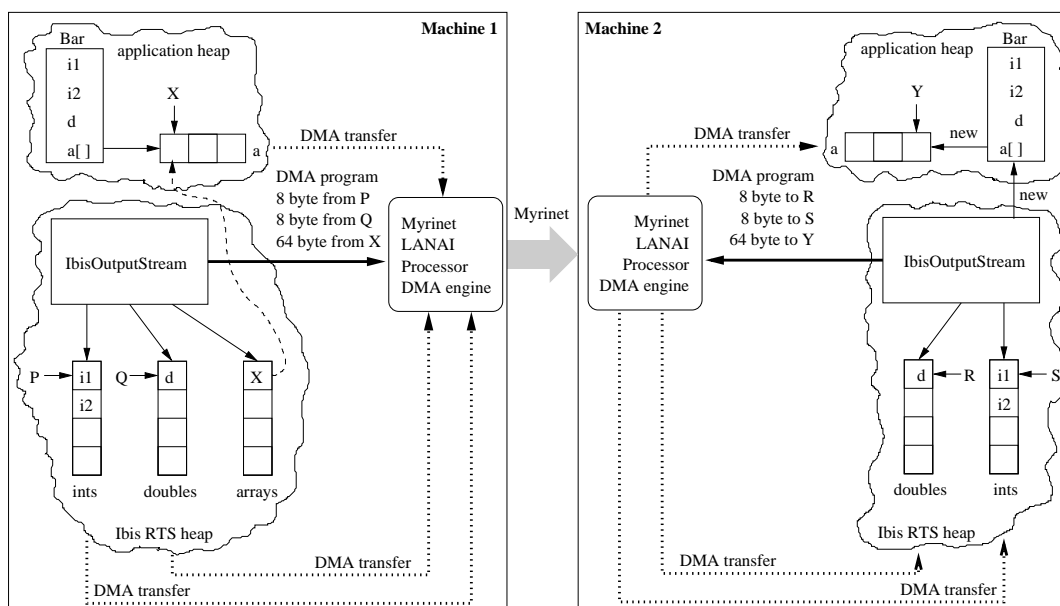 Machine 1
Bar
application heap
i1
i2
d
a[ ]
X
a
DMA transfer
DMA program
8 byte from P
8 byte from Q
64 byte from X
IbisOutputStream
Myrinet
LANAI
Processor
DMA engine
P
i1
i2
Q
d
X
ints
doubles
arrays
Ibis RTS heap
DMA transfer
DMA transfer
Myrinet
Machine 2
application heap
Bar
i1
i2
d
a[ ]
Y
new
a
DMA transfer
DMA program
8 byte to R
8 byte to S
64 byte to Y
new
Myrinet
LANAI
Processor
DMA engine
IbisOutputStream
d
R
i1
i2
S
doubles
ints
Ibis RTS heap
DMA transfer
DMA transfer